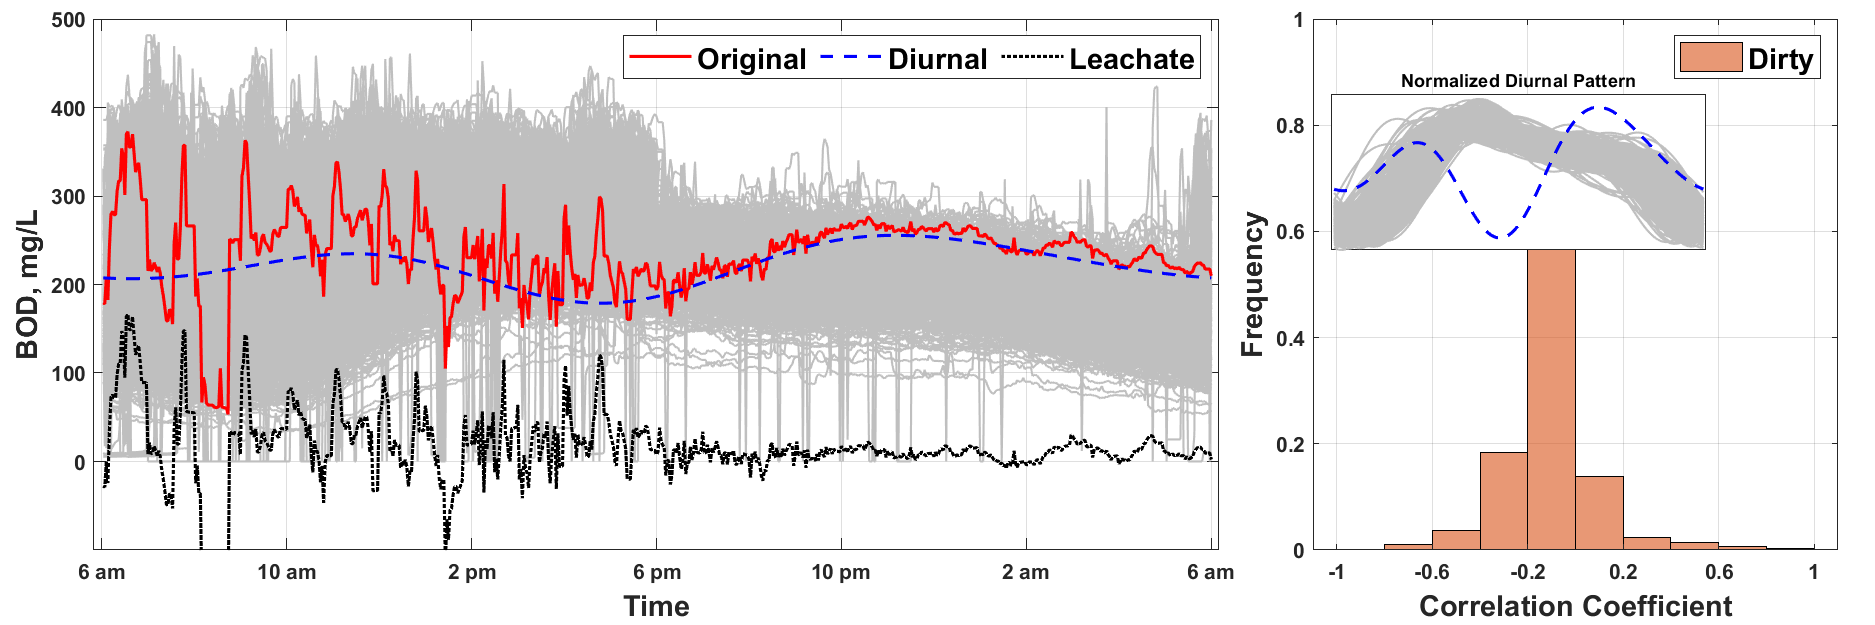 500
400
300
200
100
0
BOD, mg/L
Original Diurnal Leachate
6 am 10 am 2 pm 6 pm 10 pm 2 am 6 am
Time
1
0.8
0.6
0.4
0.2
0
Frequency
Dirty
Normalized Diurnal Pattern
-1 -0.6 -0.2 0.2 0.6 1
Correlation Coefficient